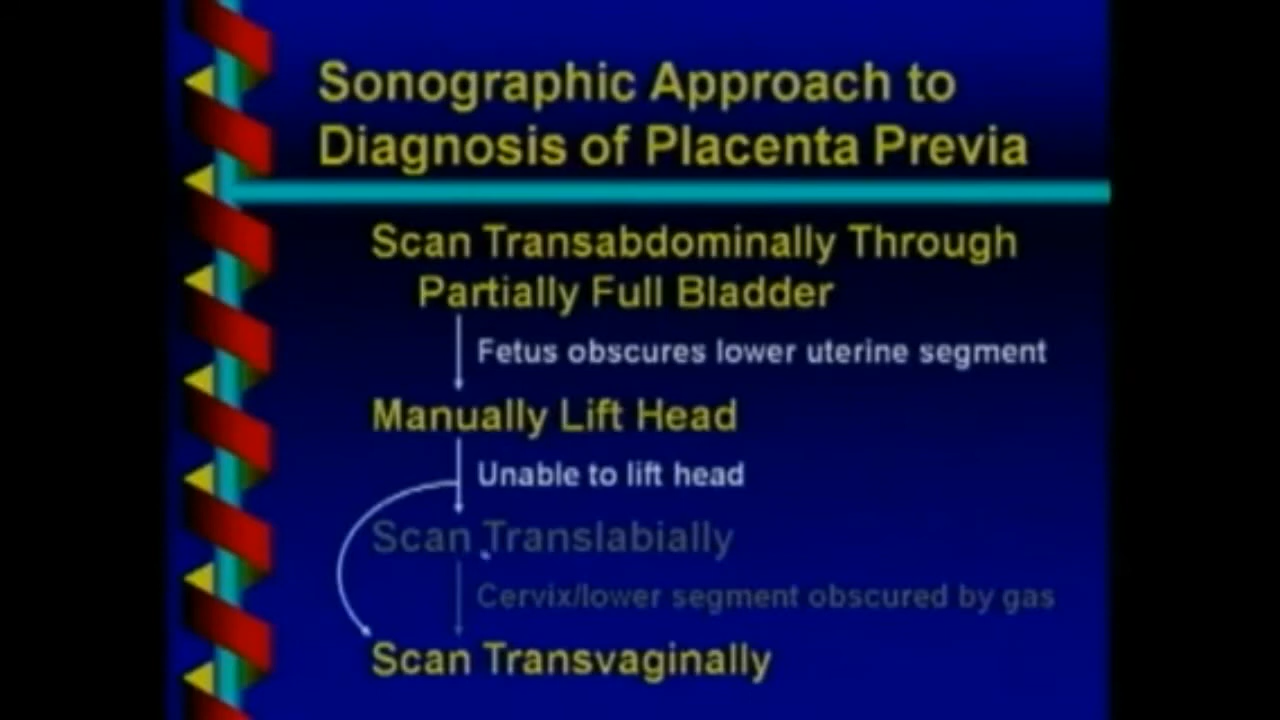 Sonographic Approach to
Diagnosis of Placenta Previa
Scan Transabdominally Through
Partially Full Bladder
Fetus obscures lower uterine segment
Manually Lift Head
Unable to lift head
Scan Translabially
Cervix/lower segment obscured by gas
Scan Transvaginally